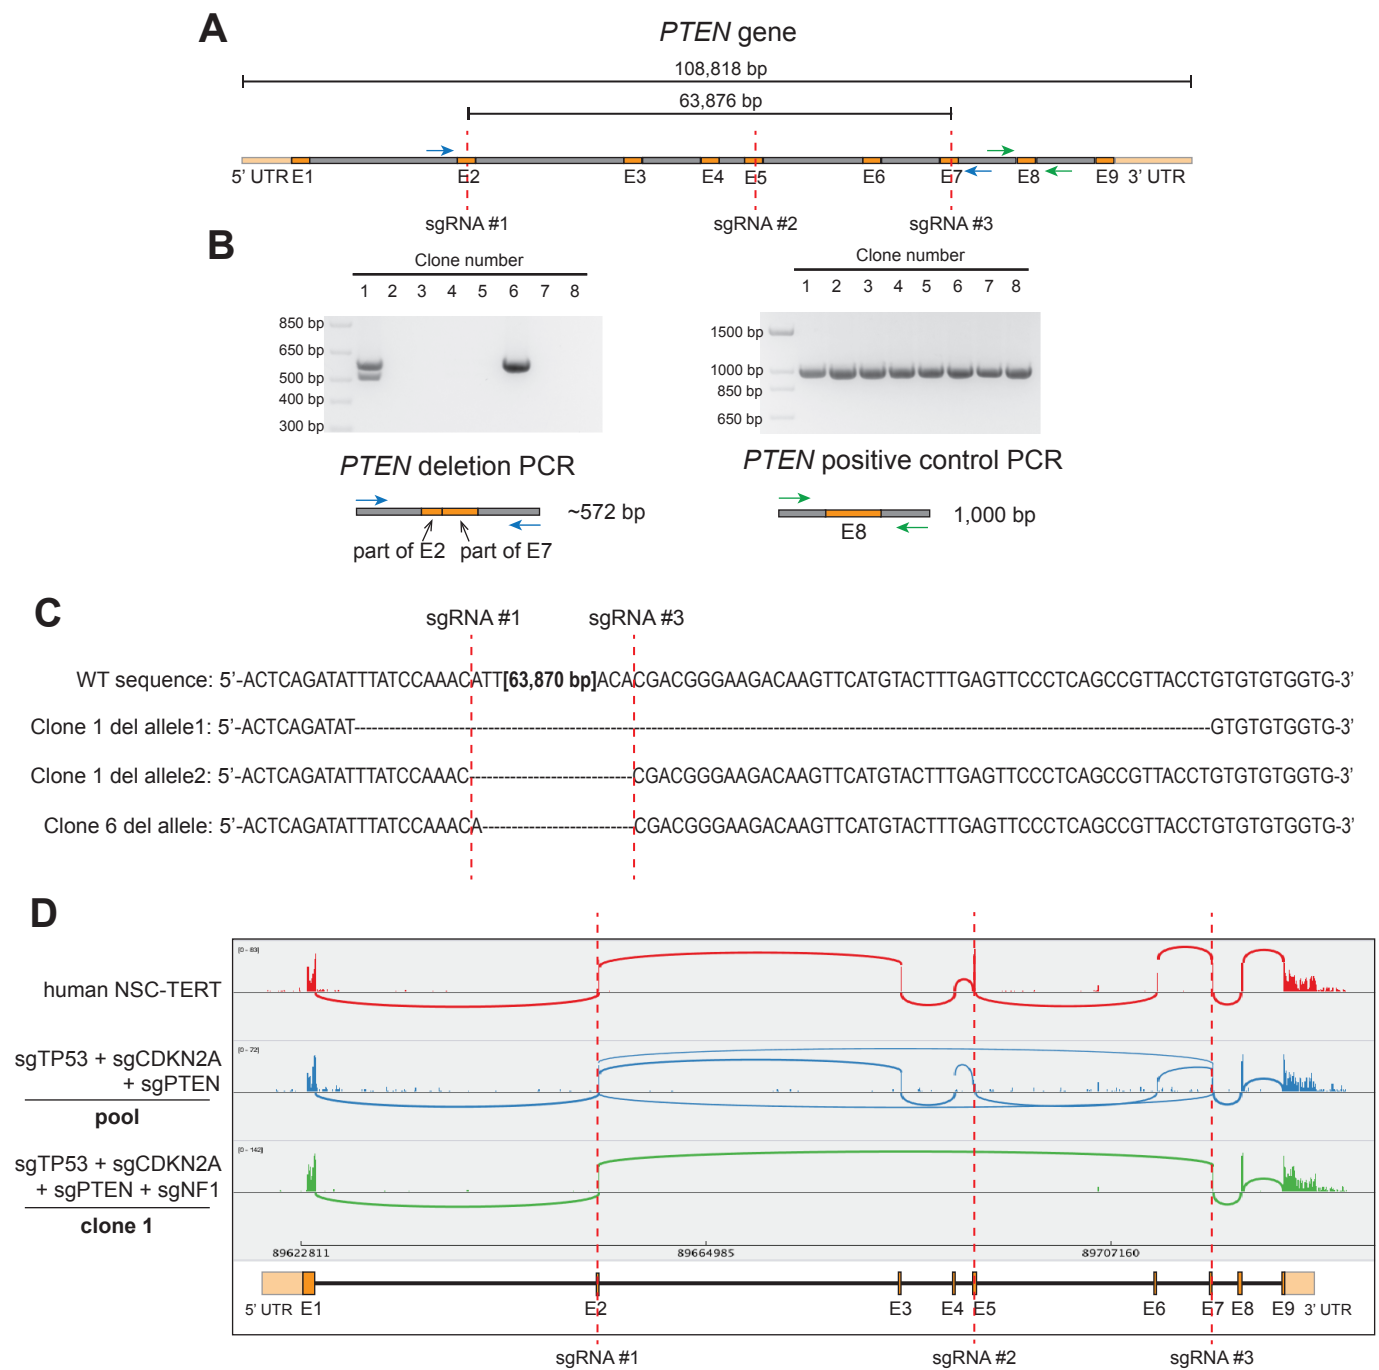 A
PTEN gene
108,818 bp
63,876 bp
5’ UTR E1 E2 E3 E4 E5 E6 E7 E8 E9 3’ UTR
sgRNA #1 sgRNA #2 sgRNA #3
B
Clone number
1 2 3 4 5 6 7 8
850 bp
650 bp
500 bp
400 bp
300 bp
PTEN deletion PCR
~572 bp
part of E2 part of E7
Clone number
1 2 3 4 5 6 7 8
1500 bp
1000 bp
850 bp
650 bp
PTEN positive control PCR
1,000 bp
E8
C
sgRNA #1 sgRNA #3
WT sequence: 5’-ACTCAGATATTTATCCAAACATT[63,870 bp]ACACGACGGGAAGACAAGTTCATGTACTTTGAGTTCCCTCAGCCGTTACCTGTGTGTGGTG-3’
Clone 1 del allele1: 5’-ACTCAGATAT--------------------GTGTGTGGTG-3’
Clone 1 del allele2: 5’-ACTCAGATATTTATCCAAAC--------------------CGACGGGAAGACAAGTTCATGTACTTTGAGTTCCCTCAGCCGTTACCTGTGTGTGGTG-3’
Clone 6 del allele: 5’-ACTCAGATATTTATCCAAACA--------------------CGACGGGAAGACAAGTTCATGTACTTTGAGTTCCCTCAGCCGTTACCTGTGTGTGGTG-3’
D
human NSC-TERT
[0 - 83]
sgTP53 + sgCDKN2A
+ sgPTEN
pool
[0 - 72]
sgTP53 + sgCDKN2A
+ sgPTEN + sgNF1
clone 1
[0 - 142]
89622811 89664985 89707160
5’ UTR E1 E2 E3 E4 E5 E6 E7 E8 E9 3’ UTR
sgRNA #1 sgRNA #2 sgRNA #3